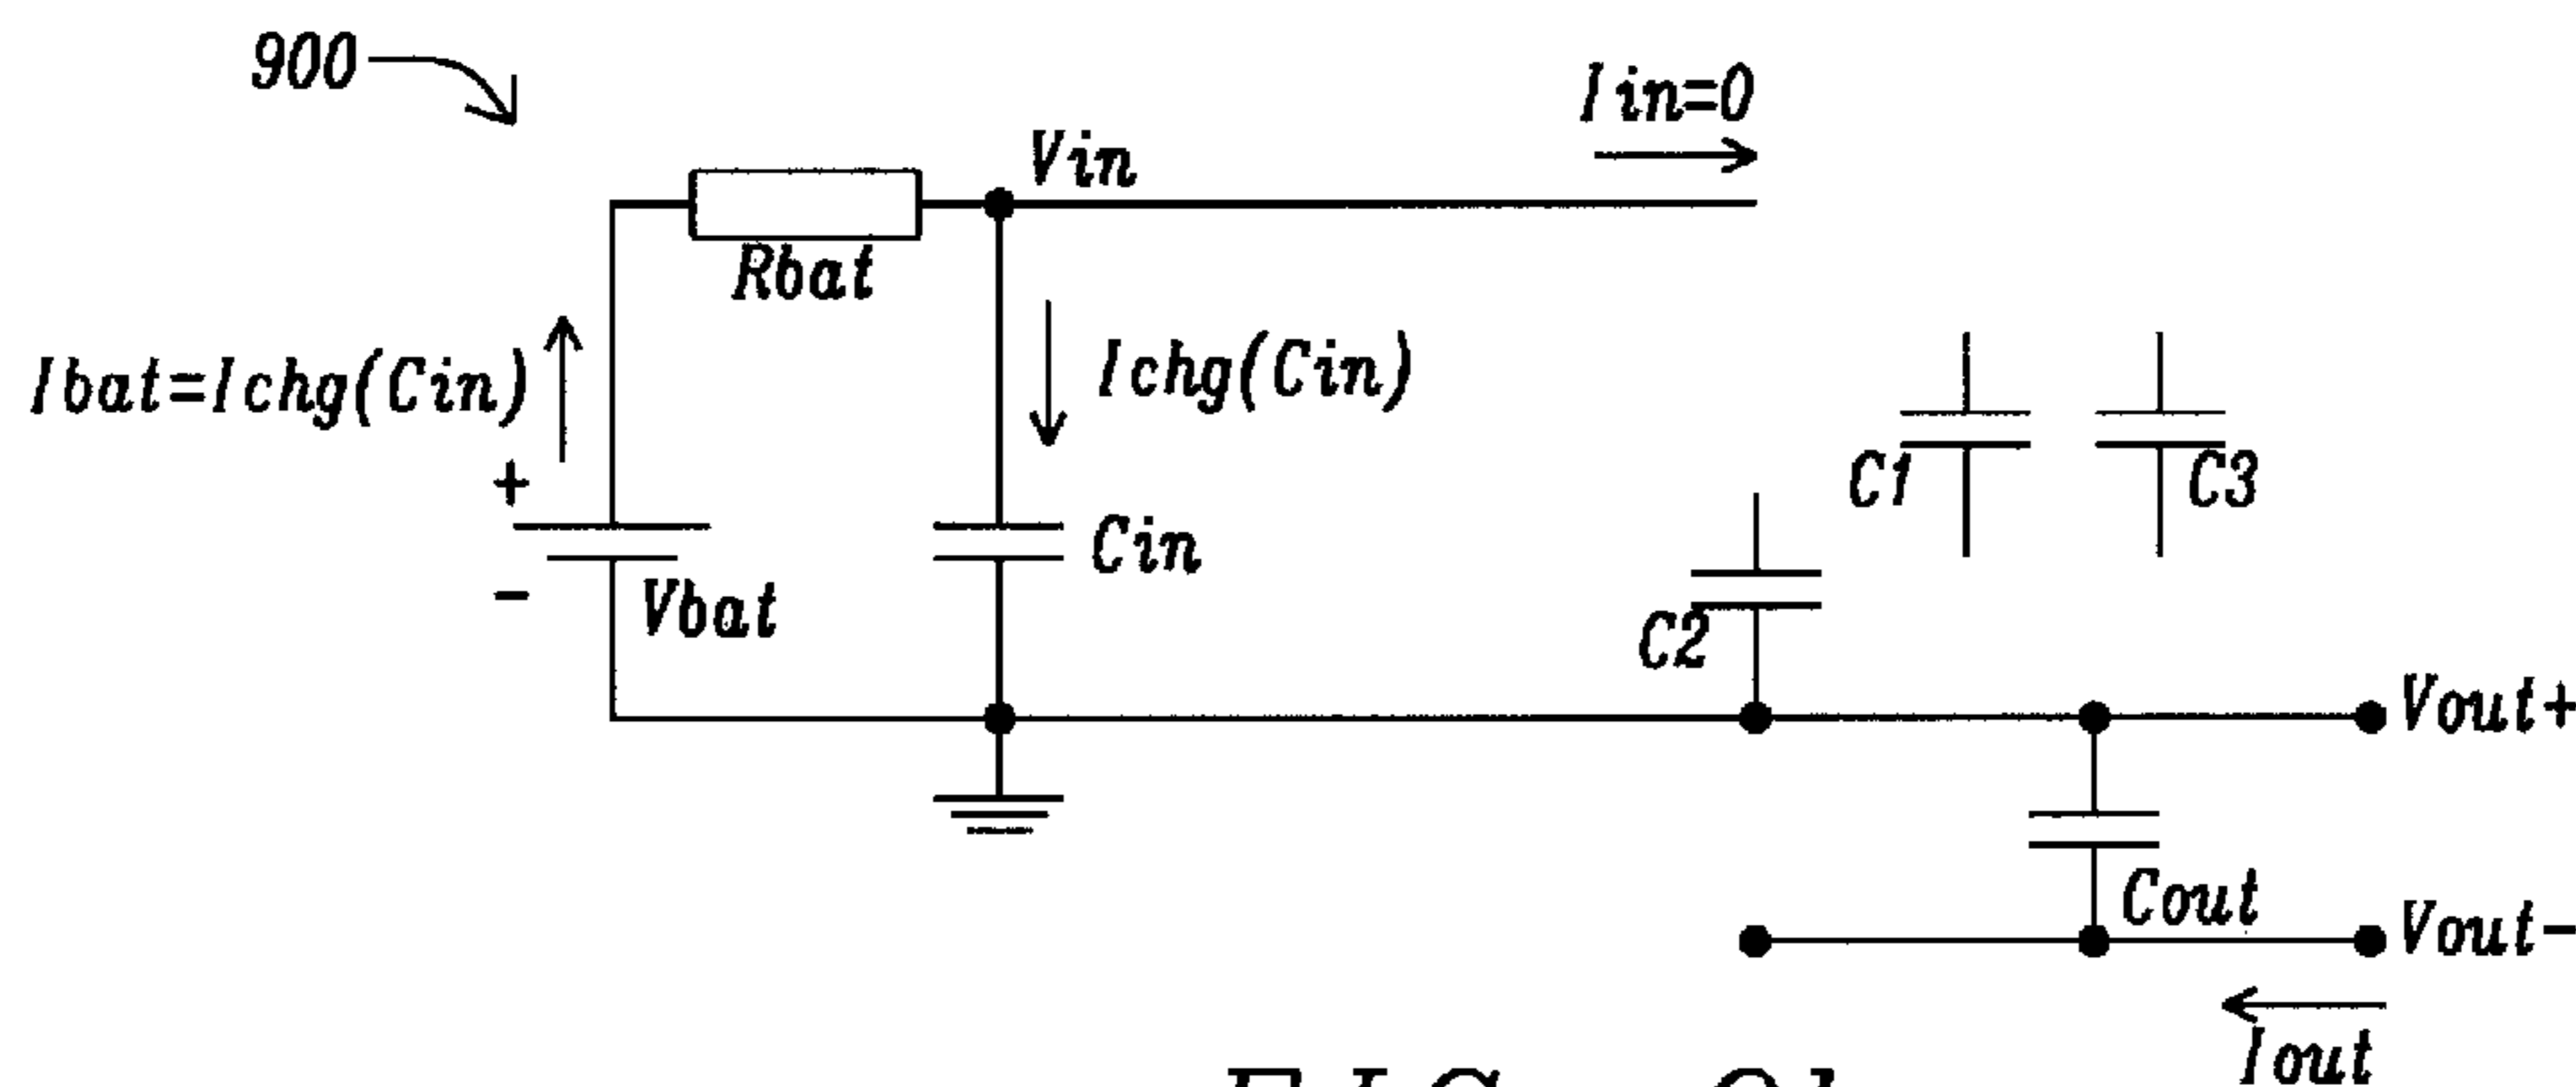 900
Iin=0
Vin
Rbat
Ibat=Ichg(Cin)
Ichg(Cin)
+
C1
C3
Cin
-
Vbat
C2
Vout+
Cout
Vout-
Iout